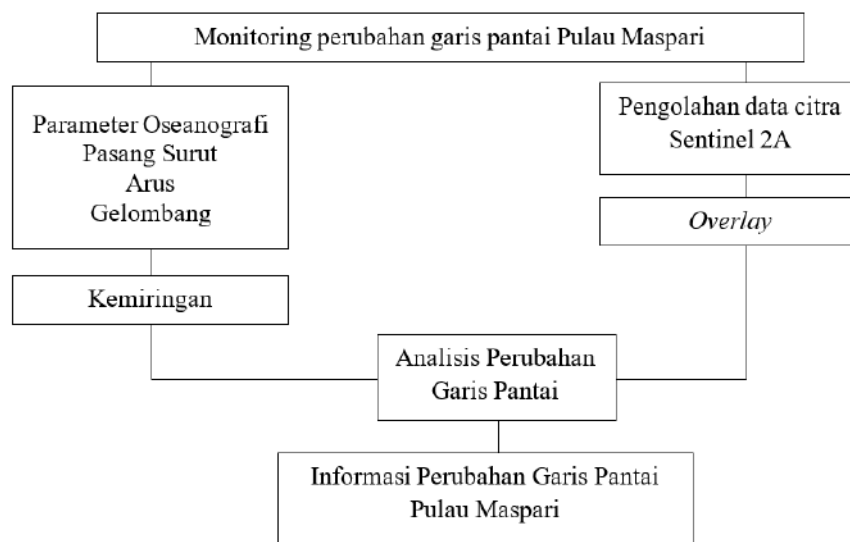 Monitoring perubahan garis pantai Pulau Maspari
Parameter Oseanografi
Pasang Surut
Arus
Gelombang
Kemiringan
Pengolahan data citra
Sentinel 2A
Overlay
Analisis Perubahan
Garis Pantai
Informasi Perubahan Garis Pantai
Pulau Maspari